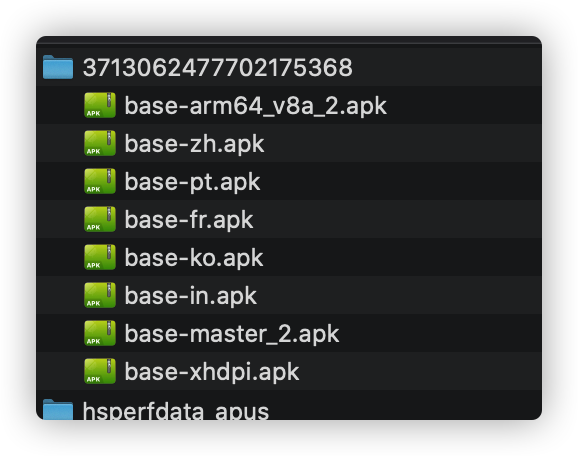 3713062477702175368
APK base-arm64_v8a_2.apk
APK base-zh.apk
APK base-pt.apk
APK base-fr.apk
APK base-ko.apk
APK base-in.apk
APK base-master_2.apk
APK base-xhdpi.apk
hsperfdata_apus